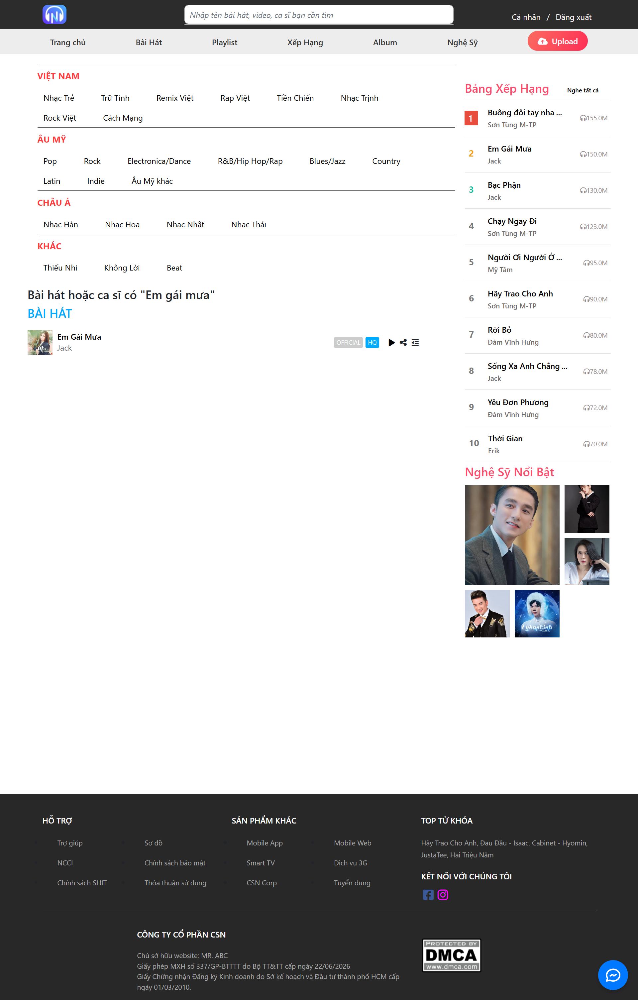 N
Nhập tên bài hát, video, ca sĩ bạn cần tìm
Cá nhân / Đăng xuất
Trang chủ Bài Hát Playlist Xếp Hạng Album Nghệ Sỹ Upload
VIỆT NAM
Nhạc Trẻ Trữ Tình Remix Việt Rap Việt Tiền Chiến Nhạc Trịnh
Rock Việt Cách Mạng
ÂU MỸ
Pop Rock Electronica/Dance R&B/Hip Hop/Rap Blues/Jazz Country
Latin Indie Âu Mỹ khác
CHÂU Á
Nhạc Hàn Nhạc Hoa Nhạc Nhật Nhạc Thái
KHÁC
Thiếu Nhi Không Lời Beat
Bài hát hoặc ca sĩ có "Em gái mưa"
BÀI HÁT
Em Gái Mưa
Jack
OFFICIAL HQ
Bảng Xếp Hạng Nghe tất cả
1 Buông đôi tay nha ... 155.0M
Sơn Tùng M-TP
2 Em Gái Mưa 150.0M
Jack
3 Bạc Phận 130.0M
Jack
4 Chạy Ngay Đi 123.0M
Sơn Tùng M-TP
5 Người Ơi Người Ở ... 95.0M
Mỹ Tâm
6 Hãy Trao Cho Anh 90.0M
Sơn Tùng M-TP
7 Rời Bỏ 80.0M
Đàm Vĩnh Hưng
8 Sống Xa Anh Chẳng ... 78.0M
Jack
9 Yêu Đơn Phương 72.0M
Đàm Vĩnh Hưng
10 Thời Gian 70.0M
Erik
Nghệ Sỹ Nổi Bật
HỖ TRỢ
Trợ giúp Sơ đồ
NCCI Chính sách bảo mật
Chính sách SHIT Thỏa thuận sử dụng
SẢN PHẨM KHÁC
Mobile App Mobile Web
Smart TV Dịch vụ 3G
CSN Corp Tuyển dụng
TOP TỪ KHÓA
Hãy Trao Cho Anh, Đau Đầu - Isaac, Cabinet - Hyomin,
JustaTee, Hai Triệu Năm
KẾT NỐI VỚI CHÚNG TÔI
CÔNG TY CỔ PHẦN CSN
Chủ sở hữu website: MR. ABC
Giấy phép MXH số 337/GP-BTTTT do Bộ TT&TT cấp ngày 22/06/2026
Giấy Chứng nhận Đăng ký Kinh doanh do Sở kế hoạch và Đầu tư thành phố HCM cấp
ngày 01/03/2010.
PROTECTED BY
DMCA
www.dmca.com